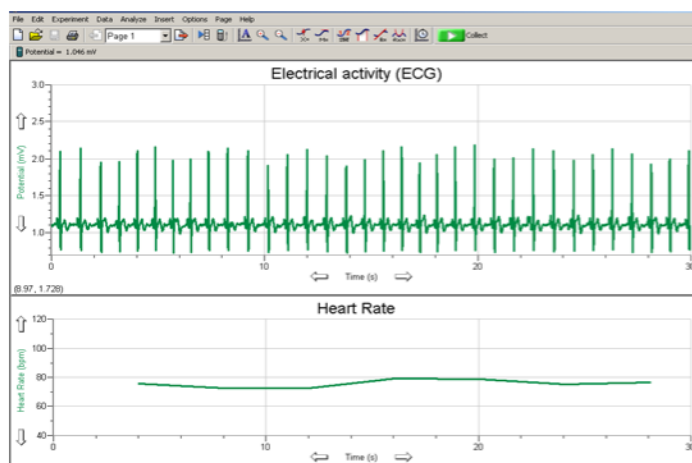 File Edit Experiment Data Analyze Insert Options Page Help
Page 1
Collect
Potential = 1.046 mV
Electrical activity (ECG)
3.0
2.5
2.0
1.5
1.0
Potential (mV)
0
10
20
30
Time (s)
(8.97, 1.728)
Heart Rate
120
100
80
60
40
Heart Rate (bpm)
0
10
20
30
Time (s)